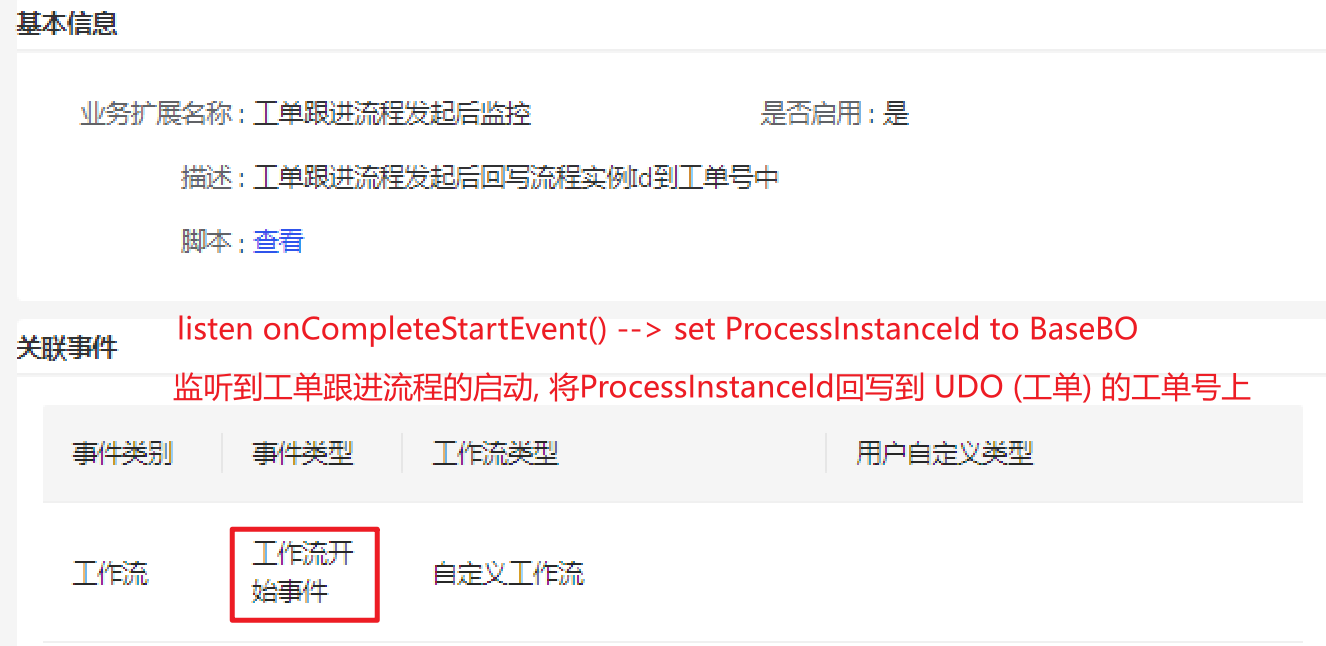 基本信息
业务扩展名称 : 工单跟进流程发起后监控 是否启用 : 是
描述 : 工单跟进流程发起后回写流程实例Id到工单号中
脚本 : 查看
listen onCompleteStartEvent() --> set ProcessInstanceId to BaseBO
关联事件
监听到工单跟进流程的启动, 将ProcessInstanceId回写到 UDO (工单) 的工单号上
事件类别 事件类型 工作流类型 用户自定义类型
工作流 工作流开始事件 自定义工作流